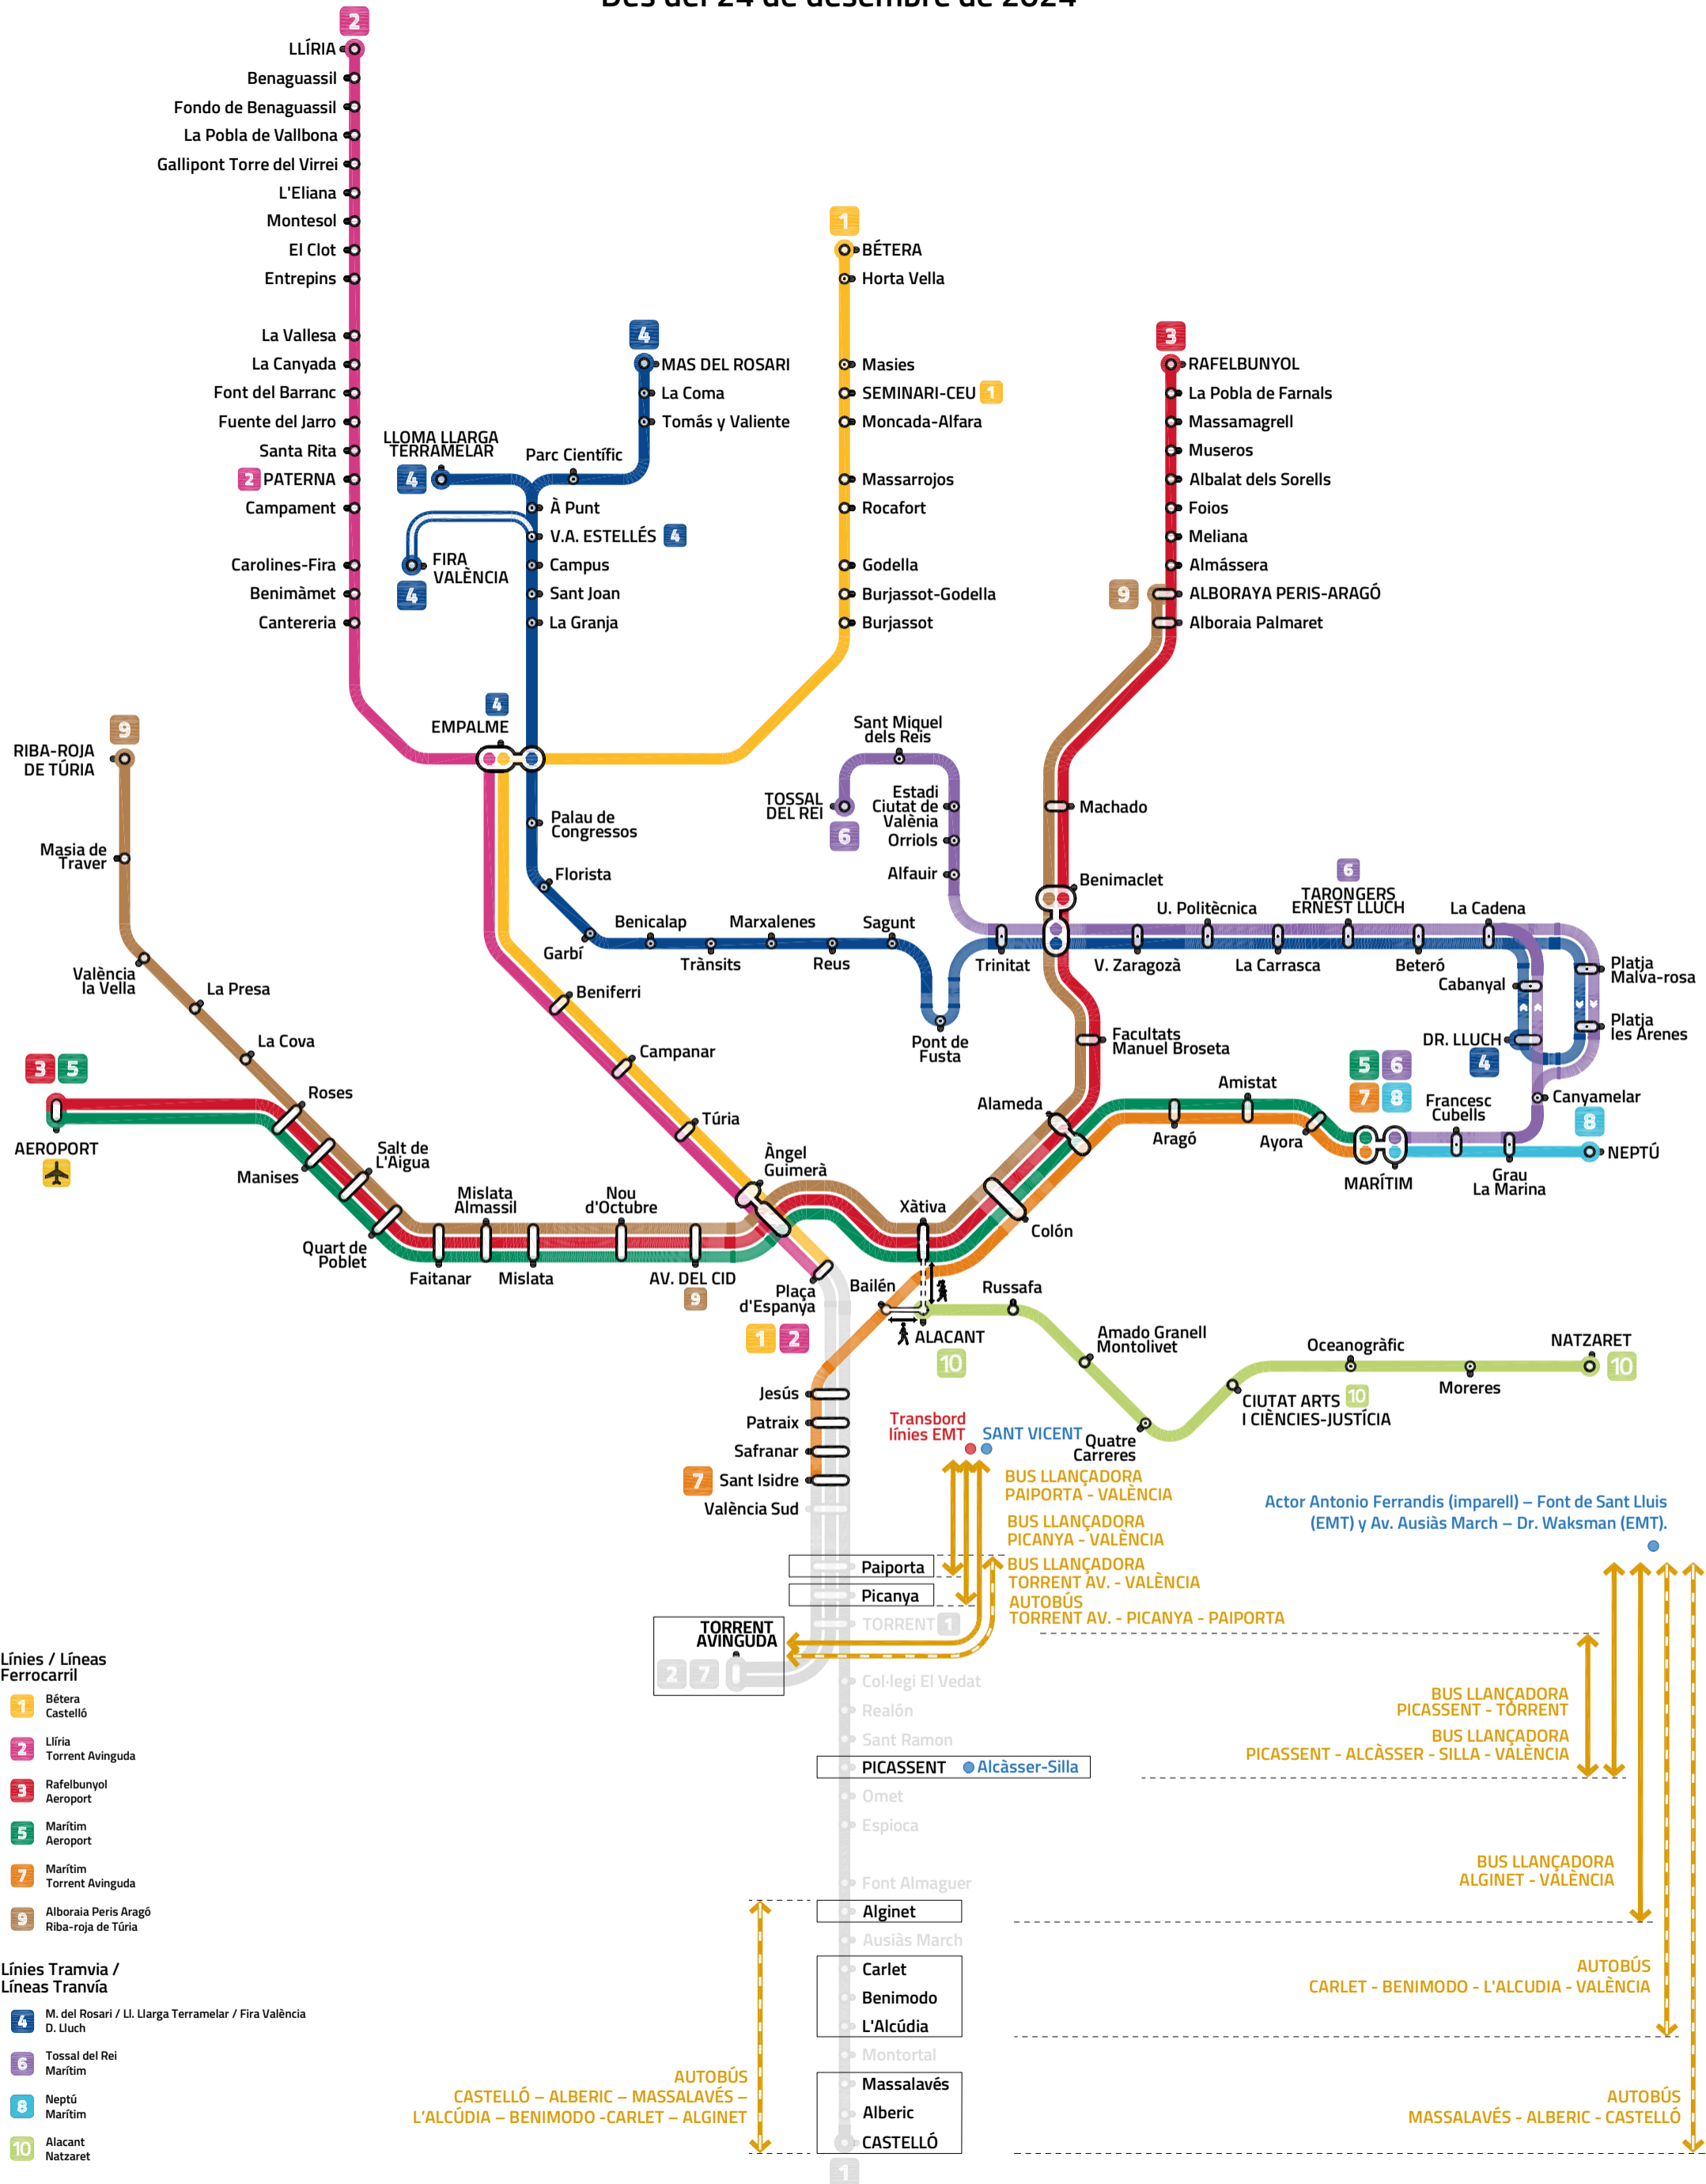 Des del 24 de desembre de 2024
2
LLÍRIA
Benaguassil
Fondo de Benaguassil
La Pobla de Vallbona
Gallipont Torre del Virrei
L'Eliana
Montesol
El Clot
Entrepins
La Vallesa
La Canyada
Font del Barranc
Fuente del Jarro
Santa Rita
2 PATERNA
Campament
Carolines-Fira
Benimàmet
Cantereria
4
MAS DEL ROSARI
La Coma
Tomás y Valiente
Parc Científic
LLOMA LLARGA
TERRAMELAR
4
À Punt
V.A. ESTELLÉS 4
FIRA
VALÈNCIA
4
Campus
Sant Joan
La Granja
1
BÉTERA
Horta Vella
Masies
SEMINARI-CEU 1
Moncada-Alfara
Massarrojos
Rocafort
Godella
Burjassot-Godella
Burjassot
3
RAFELBUNYOL
La Pobla de Farnals
Massamagrell
Museros
Albalat dels Sorells
Foios
Meliana
Almássera
9 ALBORAYA PERIS-ARAGÓ
Alboraia Palmaret
Machado
Benimaclet
4
EMPALME
Palau de
Congressos
Florista
Garbí
Benicalap
Trànsits
Marxalenes
Reus
Sagunt
Pont de
Fusta
Sant Miquel
dels Reis
TOSSAL
DEL REI
6
Estadi
Ciutat de
Valènia
Orriols
Alfauir
Trinitat
V. Zaragozà
U. Politècnica
La Carrasca
6
TARONGERS
ERNEST LLUCH
Beteró
La Cadena
Platja
Malva-rosa
Platja
les Arenes
Cabanyal
DR. LLUCH
4
Canyamelar
8
NEPTÚ
Grau
La Marina
Francesc
Cubells
5 6
7 8
MARÍTIM
Ayora
Amistat
Aragó
Facultats
Manuel Broseta
Alameda
Colón
Xàtiva
9
RIBA-ROJA
DE TÚRIA
Masia de
Traver
València
la Vella
La Presa
La Cova
3 5
AEROPORT
Roses
Manises
Salt de
L'Aigua
Quart de
Poblet
Faitanar
Mislata
Almassil
Mislata
Nou
d'Octubre
AV. DEL CID
9
Beniferri
Campanar
Túria
Àngel
Guimerà
Plaça
d'Espanya
1 2
Bailén
ALACANT
10
Russafa
Amado Granell
Montolivet
Quatre
Carreres
CIUTAT ARTS 10
I CIÈNCIES-JUSTÍCIA
Oceanogràfic
Moreres
NATZARET
10
Jesús
Patraix
Safranar
7 Sant Isidre
València Sud
Paiporta
Picanya
TORRENT 1
TORRENT
AVINGUDA
2 7
Col·legi El Vedat
Realón
Sant Ramon
PICASSENT Alcàsser-Silla
Omet
Espioca
Font Almaguer
Alginet
Ausiàs March
Carlet
Benimodo
L'Alcúdia
Montortal
Massalavés
Alberic
CASTELLÓ
1
Transbord
línies EMT
SANT VICENT
BUS LLANÇADORA
PAIPORTA - VALÈNCIA
BUS LLANÇADORA
PICANYA - VALÈNCIA
BUS LLANÇADORA
TORRENT AV. - VALÈNCIA
AUTOBÚS
TORRENT AV. - PICANYA - PAIPORTA
Actor Antonio Ferrandis (imparell) – Font de Sant Lluis
(EMT) y Av. Ausiàs March – Dr. Waksman (EMT).
BUS LLANÇADORA
PICASSENT - TORRENT
BUS LLANÇADORA
PICASSENT - ALCÀSSER - SILLA - VALÈNCIA
BUS LLANÇADORA
ALGINET - VALÈNCIA
AUTOBÚS
CARLET - BENIMODO - L'ALCUDIA - VALÈNCIA
AUTOBÚS
MASSALAVÉS - ALBERIC - CASTELLÓ
AUTOBÚS
CASTELLÓ – ALBERIC – MASSALAVÉS –
L'ALCÚDIA – BENIMODO -CARLET – ALGINET
Línies / Líneas
Ferrocarril
1 Bétera
Castelló
2 Llíria
Torrent Avinguda
3 Rafelbunyol
Aeroport
5 Marítim
Aeroport
7 Marítim
Torrent Avinguda
9 Alboraia Peris Aragó
Riba-roja de Túria
Línies Tramvia /
Líneas Tranvía
4 M. del Rosari / Ll. Llarga Terramelar / Fira València
D. Lluch
6 Tossal del Rei
Marítim
8 Neptú
Marítim
10 Alacant
Natzaret